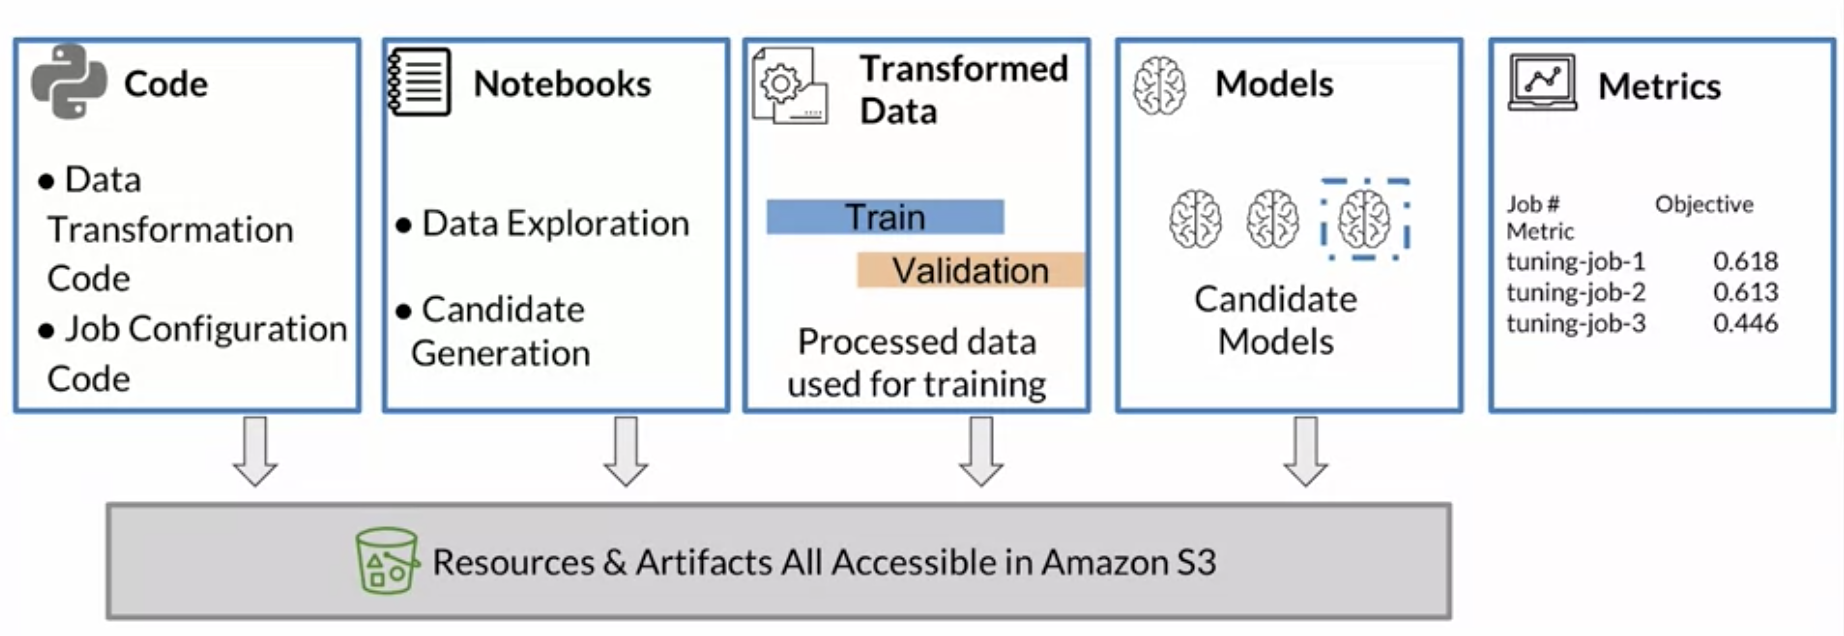 Code
● Data
Transformation
Code
● Job Configuration
Code
Notebooks
● Data Exploration
● Candidate
Generation
Transformed
Data
Train
Validation
Processed data
used for training
Models
Candidate
Models
Metrics
Job # Objective
Metric
tuning-job-1 0.618
tuning-job-2 0.613
tuning-job-3 0.446
Resources & Artifacts All Accessible in Amazon S3